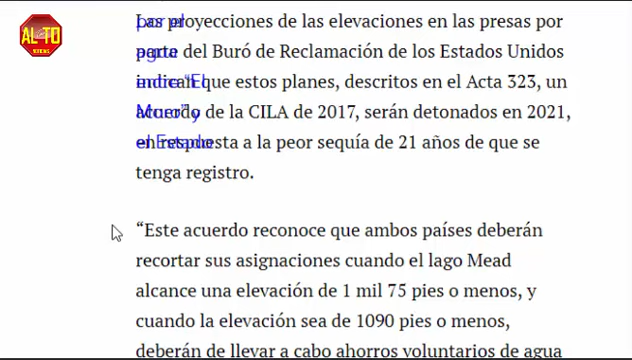 AL TO
Las proyecciones de las elevaciones en las presas por
parte del Buró de Reclamación de los Estados Unidos
indican que estos planes, descritos en el Acta 323, un
acuerdo de la CILA de 2017, serán detonados en 2021,
en respuesta a la peor sequía de 21 años de que se
tenga registro.
“Este acuerdo reconoce que ambos países deberán
recortar sus asignaciones cuando el lago Mead
alcance una elevación de 1 mil 75 pies o menos, y
cuando la elevación sea de 1090 pies o menos,
deberán de llevar a cabo ahorros voluntarios de agua